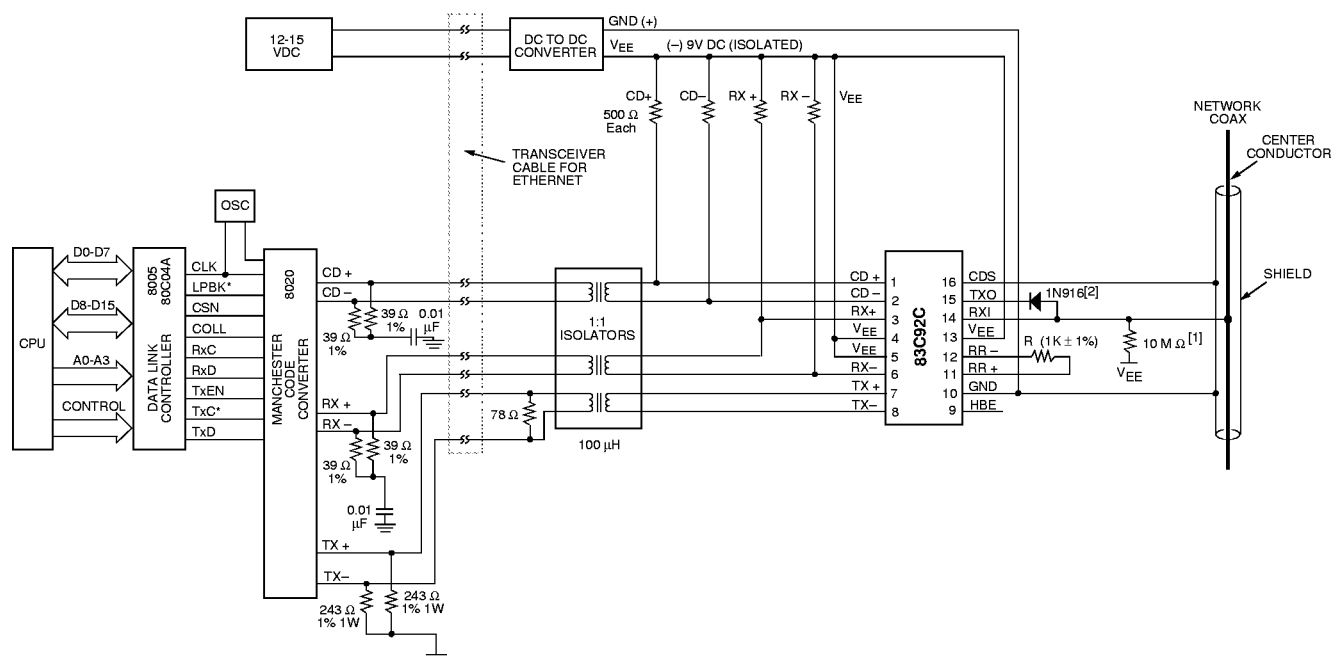 12-15
VDC
DC TO DC
CONVERTER
GND (+)
VEE
(–) 9V DC (ISOLATED)
CD+
CD–
RX +
RX –
VEE
500 Ω
Each
NETWORK
COAX
CENTER
CONDUCTOR
TRANSCEIVER
CABLE FOR
ETHERNET
OSC
CPU
D0-D7
D8-D15
A0-A3
CONTROL
8005
80C04A
DATA LINK
CONTROLLER
CLK
LPBK*
CSN
COLL
RxC
RxD
TxEN
TxC*
TxD
8020
MANCHESTER
CODE
CONVERTER
CD +
CD –
39 Ω
1%
39 Ω
1%
0.01
µF
RX +
RX –
39 Ω
1%
39 Ω
1%
0.01
µF
TX +
TX–
243 Ω
1% 1W
243 Ω
1% 1W
78 Ω
1:1
ISOLATORS
100 µH
CD +
CD –
RX+
VEE
VEE
RX–
TX +
TX–
1
2
3
4
5
6
7
8
83C92C
16
15
14
13
12
11
10
9
CDS
TXO
RXI
VEE
RR –
RR +
GND
HBE
1N916[2]
R (1K ± 1%)
10 M Ω[1]
VEE
SHIELD